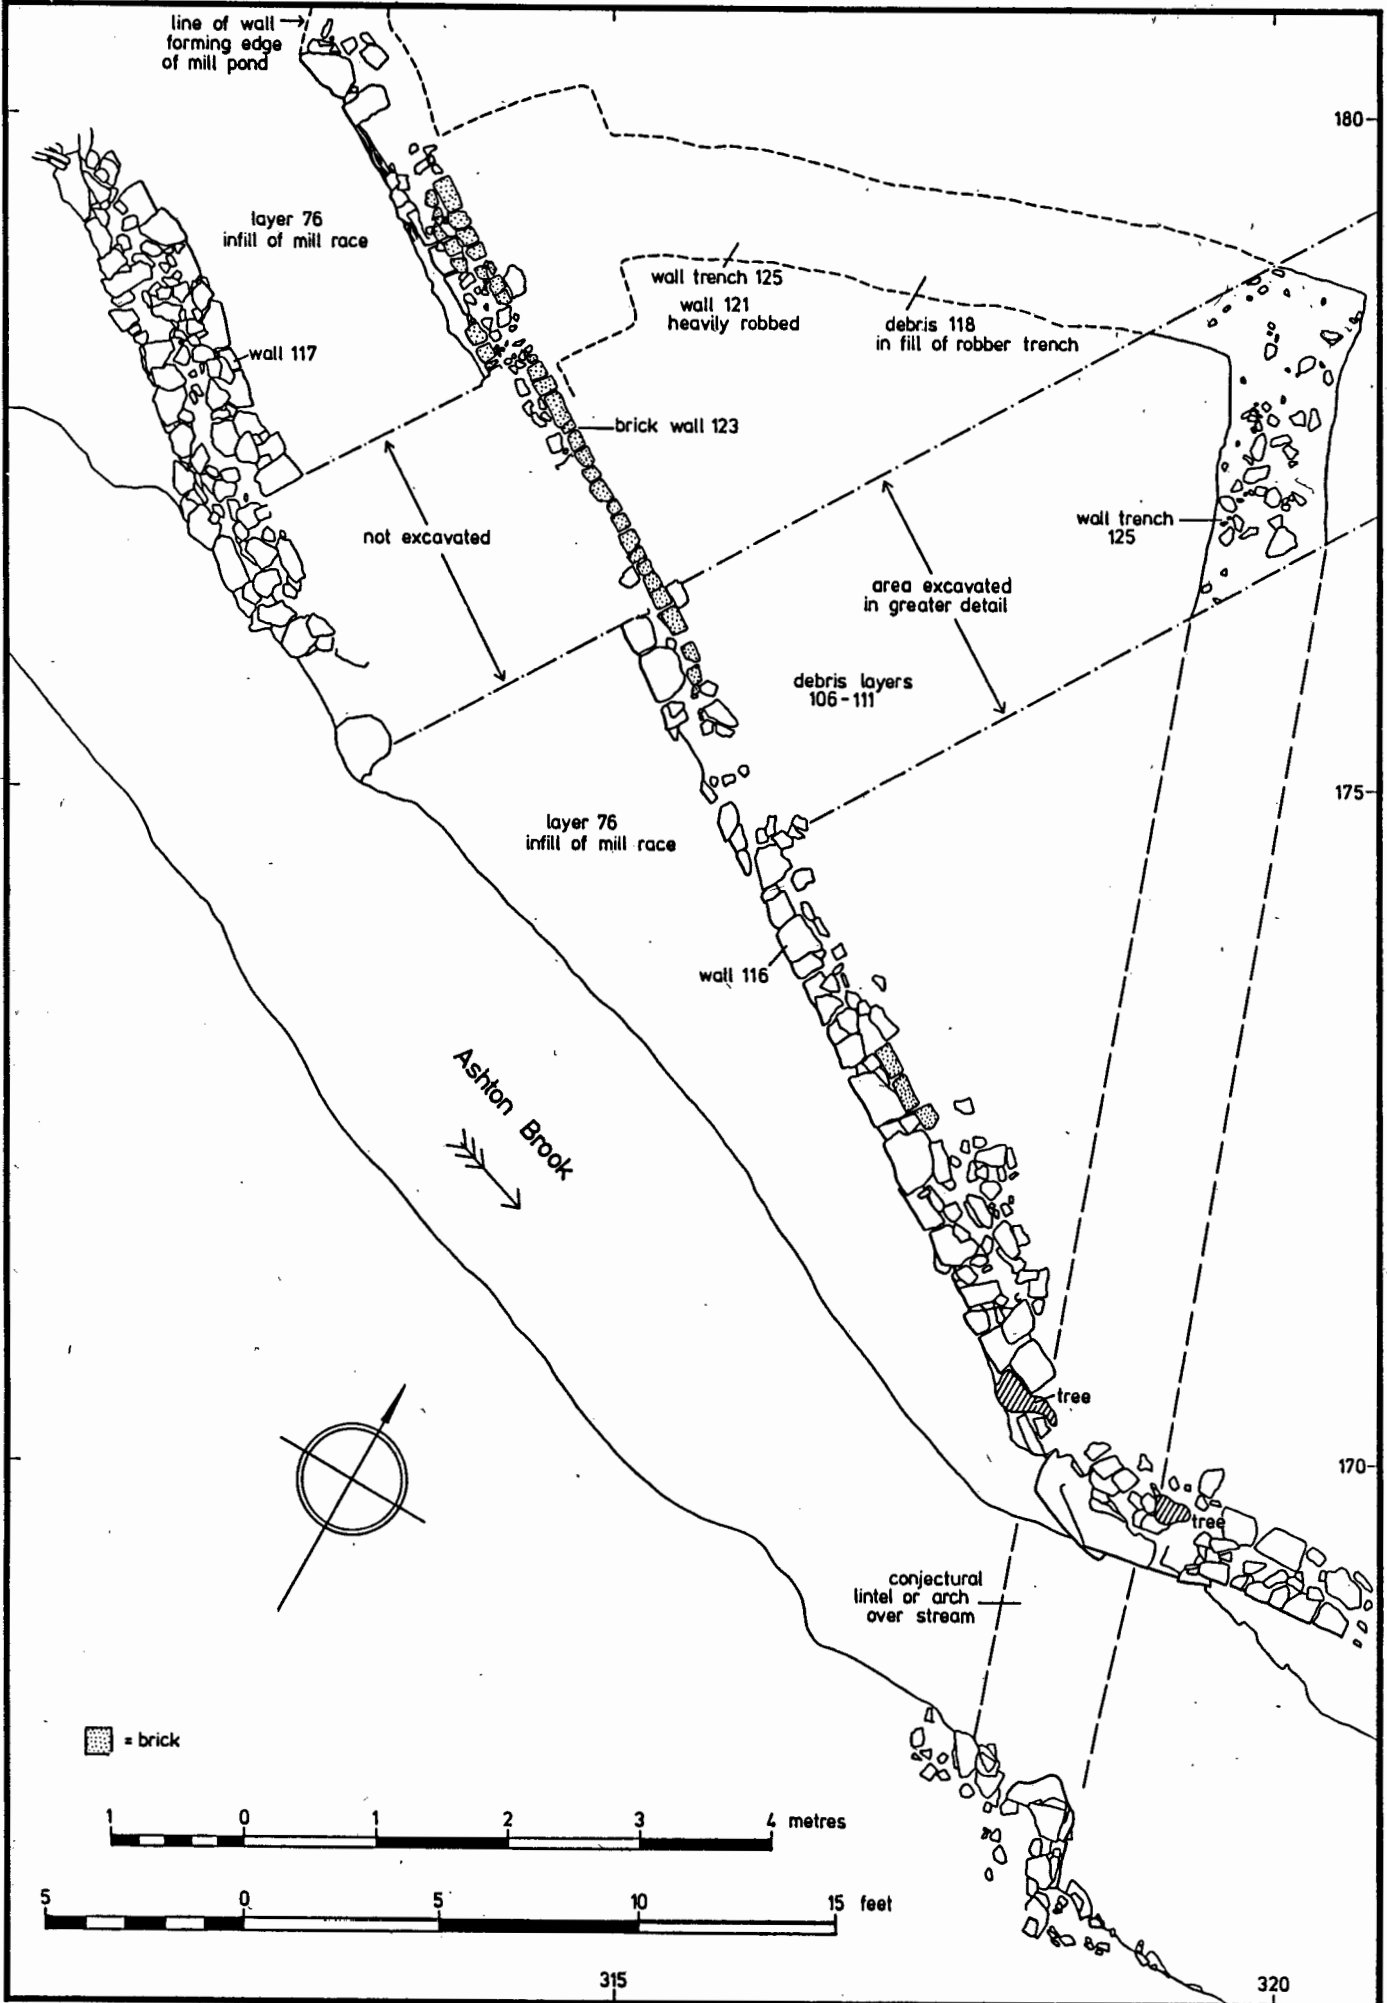 line of wall
forming edge
of mill pond
180
layer 76
infill of mill race
wall trench 125
wall 121
heavily robbed
debris 118
in fill of robber trench
wall 117
brick wall 123
not excavated
wall trench
125
area excavated
in greater detail
debris layers
106-111
175
layer 76
infill of mill race
wall 116
Ashton Brook
tree
170
tree
conjectural
lintel or arch
over stream
= brick
1 0 1 2 3 4 metres
5 0 5 10 15 feet
315 320